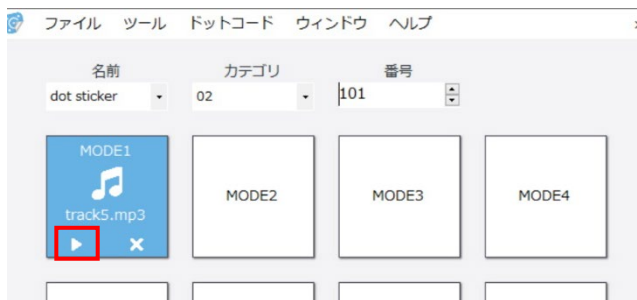 ファイル ツール ドットコード ウィンドウ ヘルプ
名前 カテゴリ 番号
dot sticker 02 101
MODE1
track5.mp3
MODE2 MODE3 MODE4